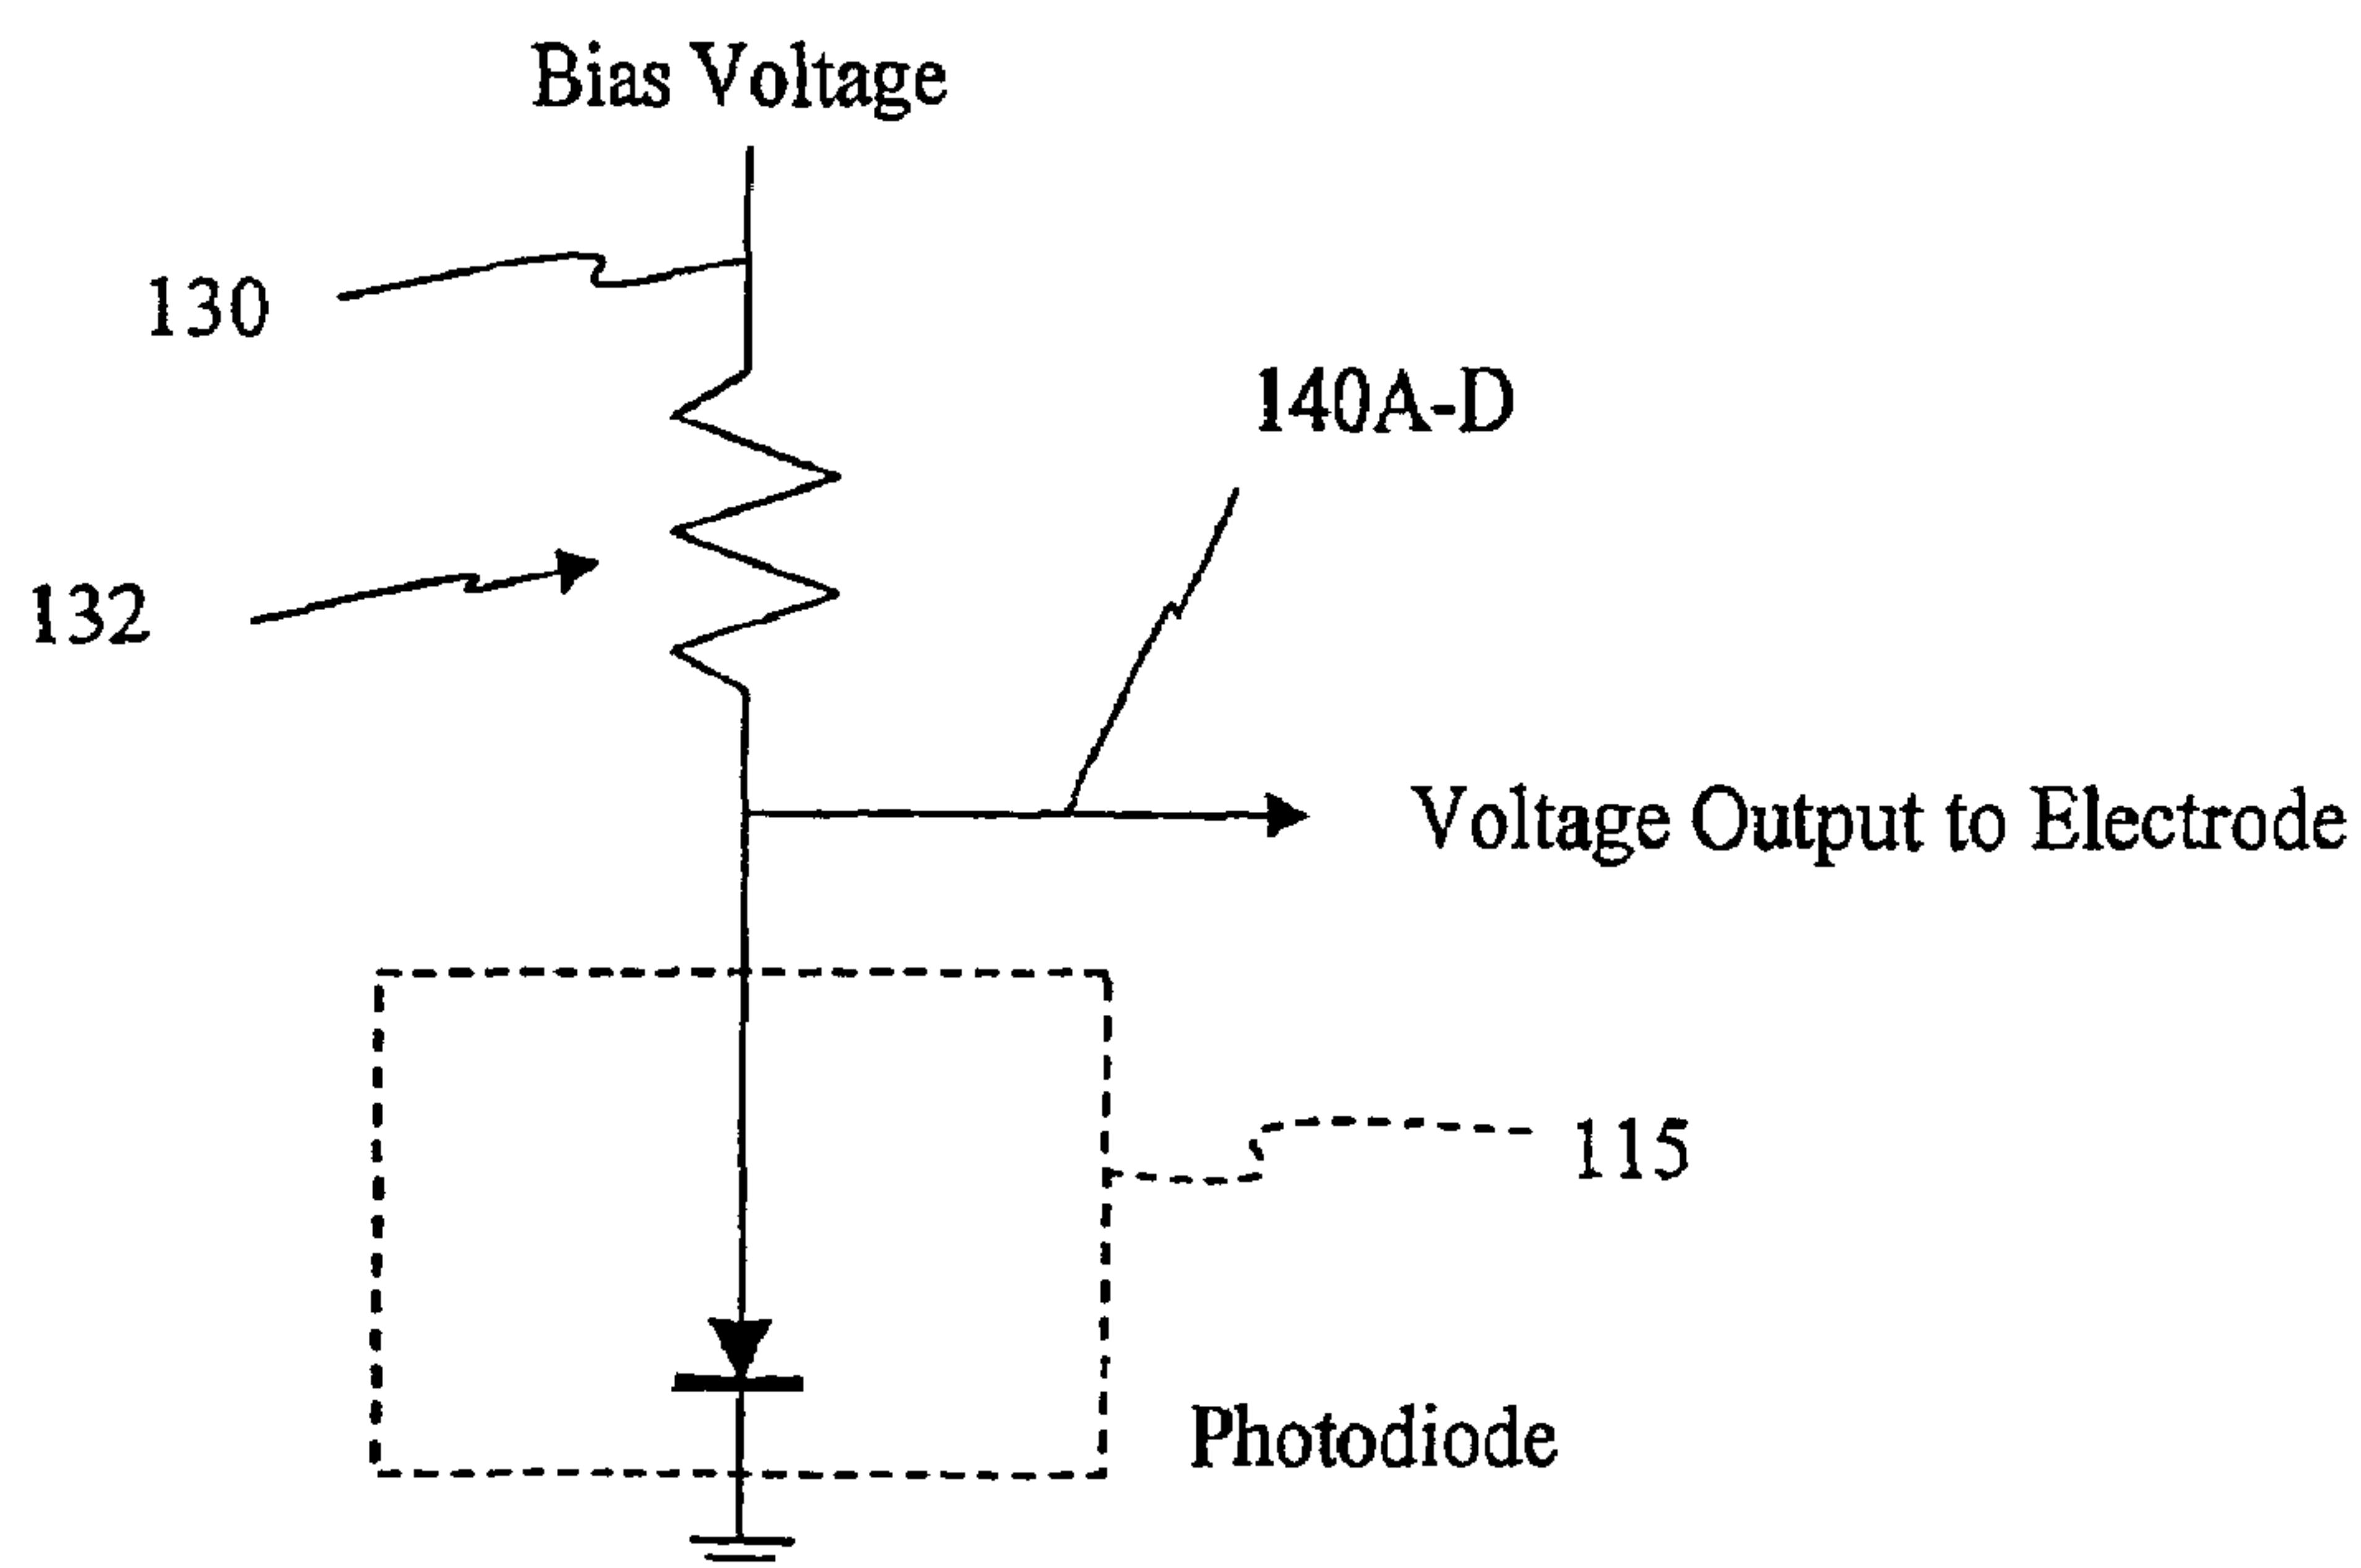 Bias Voltage
130
140A-D
132
Voltage Output to Electrode
115
Photodiode